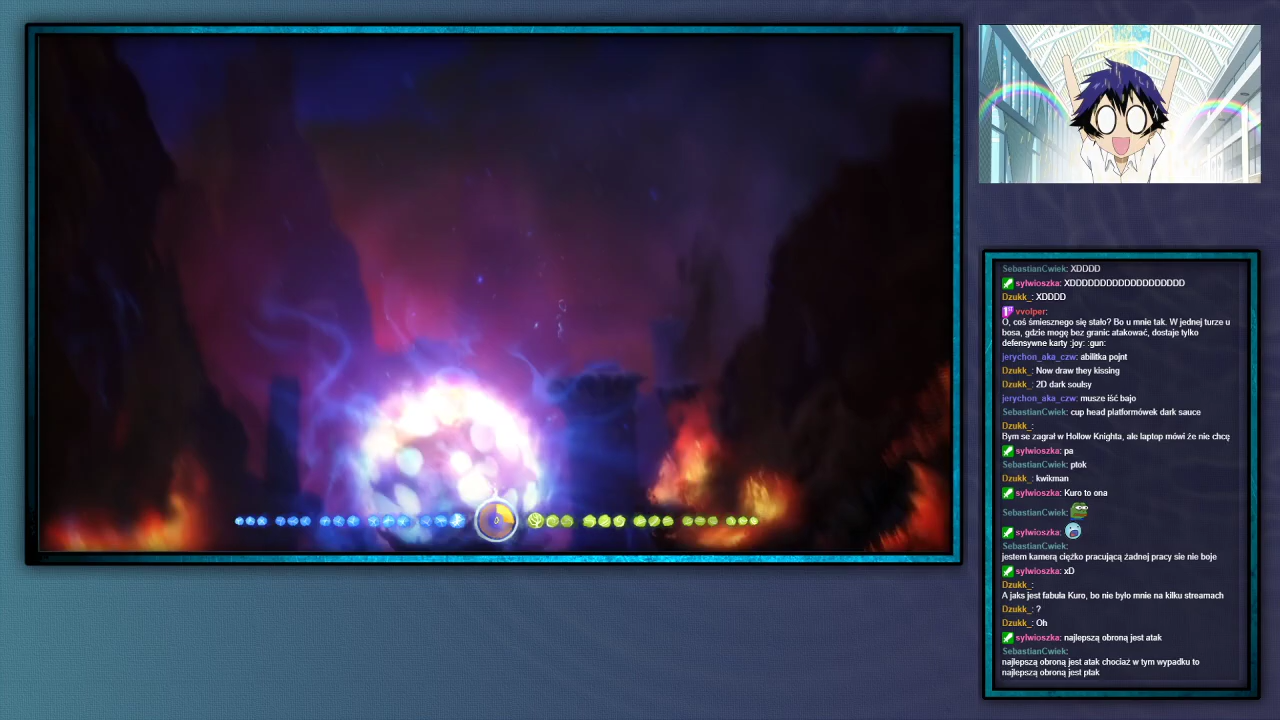 SebastianCwiek: XDDDD
sylwioszka: XDDDDDDDDDDDDDDDDDDD
Dzukk_: XDDDD
vvolper:
O, coś śmiesznego się stało? Bo u mnie tak. W jednej turze u
bosa, gdzie mogę bez granic atakować, dostaje tylko
defensywne karty :joy: :gun:
jerychon_aka_czw: abilitka pojnt
Dzukk_: Now draw they kissing
Dzukk_: 2D dark soulsy
jerychon_aka_czw: musze iść bajo
SebastianCwiek: cup head platformówek dark sauce
Dzukk_:
Bym se zagrał w Hollow Knighta, ale laptop mówi że nie chcę
sylwioszka: pa
SebastianCwiek: ptok
Dzukk_: kwikman
sylwioszka: Kuro to ona
SebastianCwiek:
sylwioszka:
SebastianCwiek:
jestem kamerą ciężko pracującą żadnej pracy sie nie boje
sylwioszka: xD
Dzukk_:
A jaks jest fabuła Kuro, bo nie było mnie na kilku streamach
Dzukk_: ?
Dzukk_: Oh
sylwioszka: najlepszą obroną jest atak
SebastianCwiek:
najlepszą obroną jest atak chociaż w tym wypadku to
najlepszą obroną jest ptak